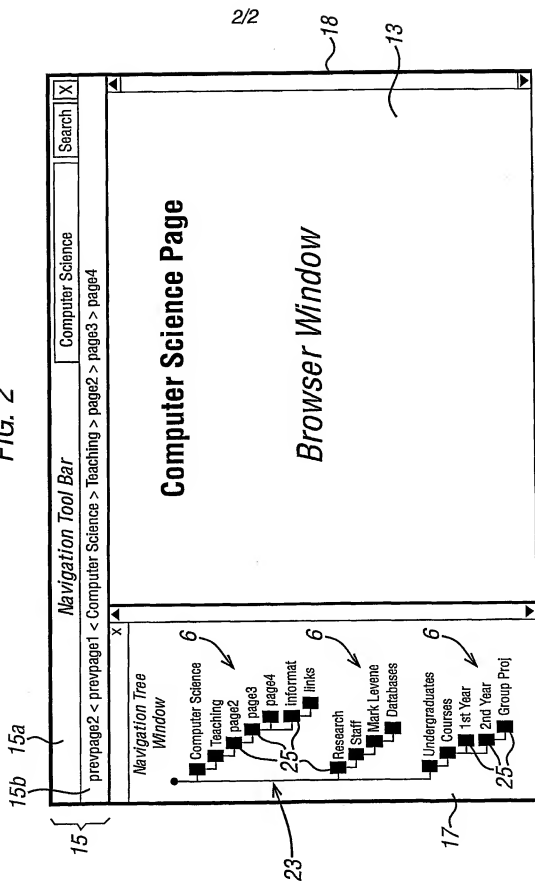 2/2
FIG. 2
15
15a
15b
Navigation Tool Bar
Computer Science
Search
X
prevpage2 < prevpage1 < Computer Science > Teaching > page2 > page3 > page4
X
Navigation Tree
Window
Computer Science
Teaching
page2
page3
page4
informat
links
6
25
Research
Staff
Mark Levene
Databases
6
Undergraduates
Courses
1st Year
2nd Year
Group Proj
6
25
23
17
Computer Science Page
Browser Window
18
13